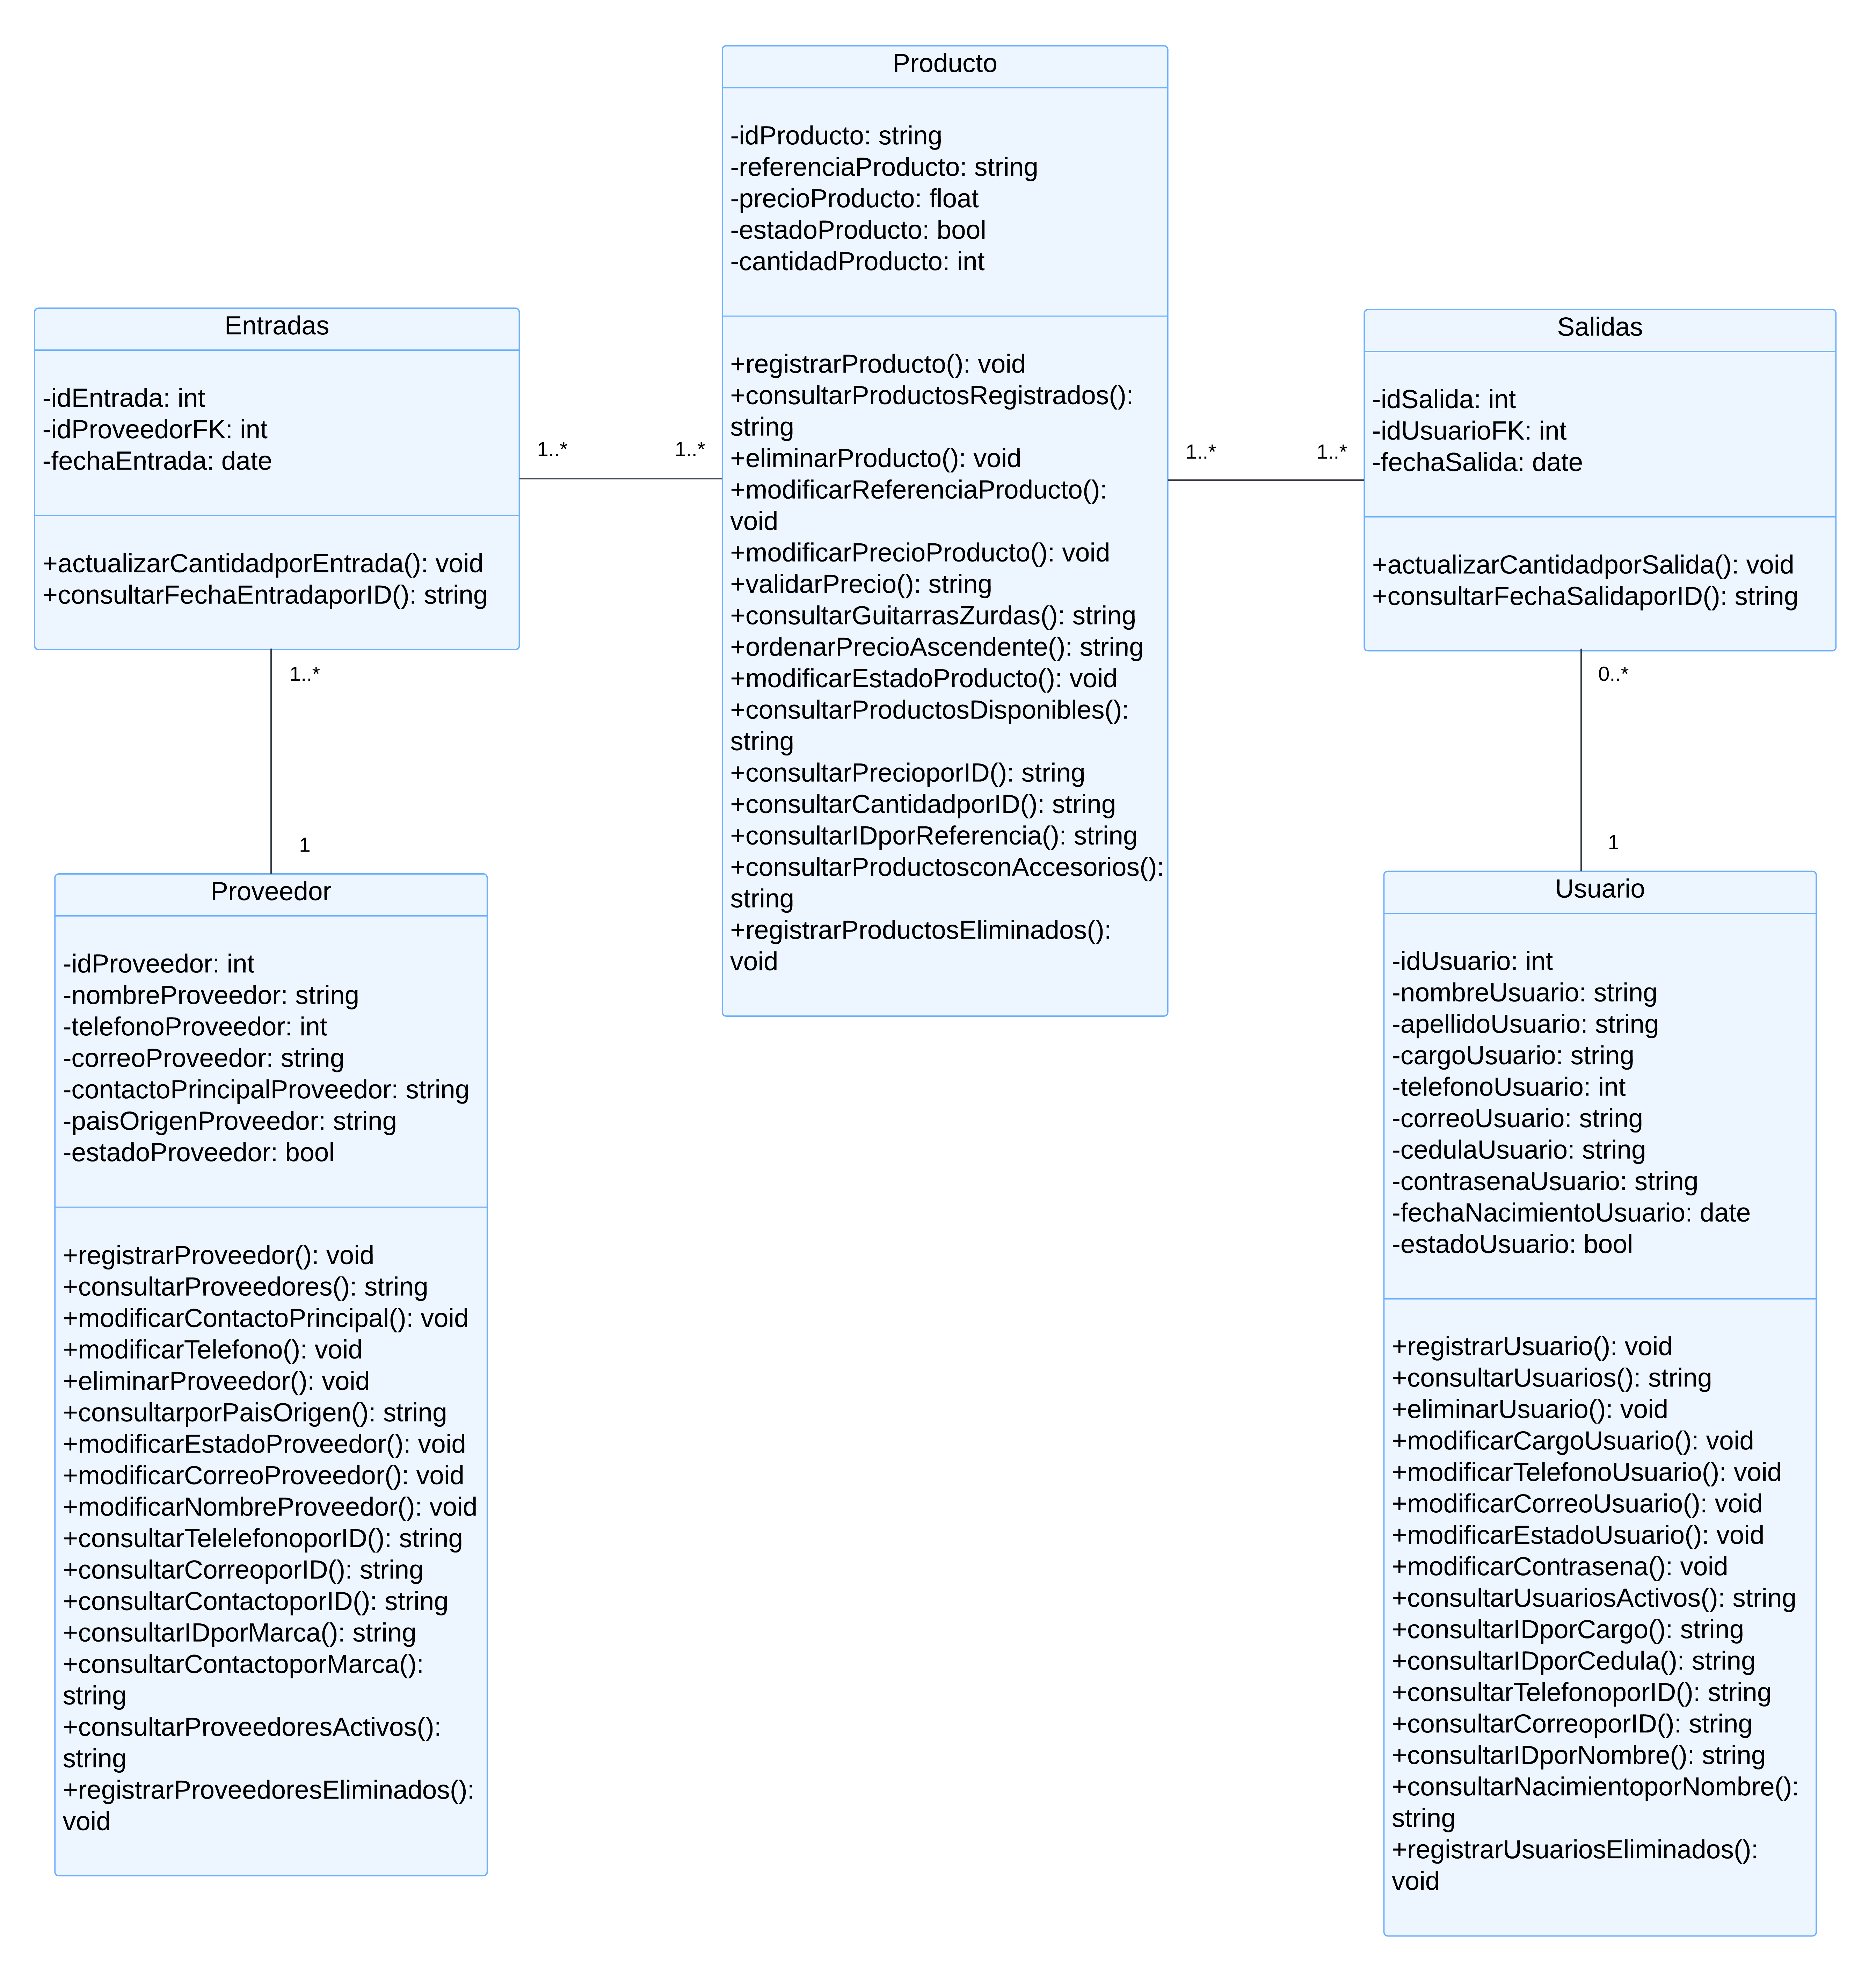 Producto
-idProducto: string
-referenciaProducto: string
-precioProducto: float
-estadoProducto: bool
-cantidadProducto: int
+registrarProducto(): void
+consultarProductosRegistrados():
string
+eliminarProducto(): void
+modificarReferenciaProducto():
void
+modificarPrecioProducto(): void
+validarPrecio(): string
+consultarGuitarrasZurdas(): string
+ordenarPrecioAscendente(): string
+modificarEstadoProducto(): void
+consultarProductosDisponibles():
string
+consultarPrecioporID(): string
+consultarCantidadporID(): string
+consultarIDporReferencia(): string
+consultarProductosconAccesorios():
string
+registrarProductosEliminados():
void
Entradas
-idEntrada: int
-idProveedorFK: int
-fechaEntrada: date
+actualizarCantidadporEntrada(): void
+consultarFechaEntradaporID(): string
1..*
1..*
1..*
1..*
Salidas
-idSalida: int
-idUsuarioFK: int
-fechaSalida: date
+actualizarCantidadporSalida(): void
+consultarFechaSalidaporID(): string
1..*
1
0..*
1
Proveedor
-idProveedor: int
-nombreProveedor: string
-telefonoProveedor: int
-correoProveedor: string
-contactoPrincipalProveedor: string
-paisOrigenProveedor: string
-estadoProveedor: bool
+registrarProveedor(): void
+consultarProveedores(): string
+modificarContactoPrincipal(): void
+modificarTelefono(): void
+eliminarProveedor(): void
+consultarporPaisOrigen(): string
+modificarEstadoProveedor(): void
+modificarCorreoProveedor(): void
+modificarNombreProveedor(): void
+consultarTelelefonoporID(): string
+consultarCorreoporID(): string
+consultarContactoporID(): string
+consultarIDporMarca(): string
+consultarContactoporMarca():
string
+consultarProveedoresActivos():
string
+registrarProveedoresEliminados():
void
Usuario
-idUsuario: int
-nombreUsuario: string
-apellidoUsuario: string
-cargoUsuario: string
-telefonoUsuario: int
-correoUsuario: string
-cedulaUsuario: string
-contrasenaUsuario: string
-fechaNacimientoUsuario: date
-estadoUsuario: bool
+registrarUsuario(): void
+consultarUsuarios(): string
+eliminarUsuario(): void
+modificarCargoUsuario(): void
+modificarTelefonoUsuario(): void
+modificarCorreoUsuario(): void
+modificarEstadoUsuario(): void
+modificarContrasena(): void
+consultarUsuariosActivos(): string
+consultarIDporCargo(): string
+consultarIDporCedula(): string
+consultarTelefonoporID(): string
+consultarCorreoporID(): string
+consultarIDporNombre(): string
+consultarNacimientoporNombre():
string
+registrarUsuariosEliminados():
void